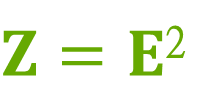 Z = E²